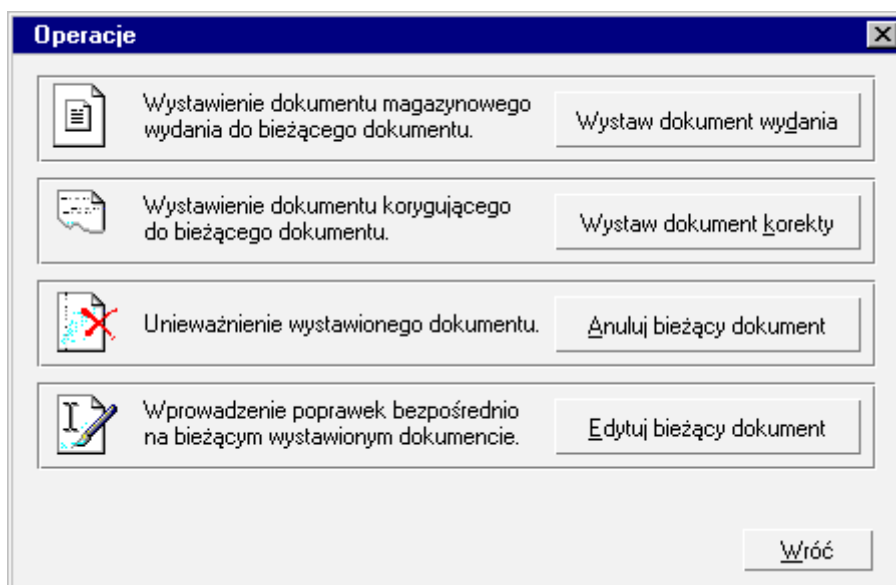 Operacje
Wystawienie dokumentu magazynowego
wydania do bieżącego dokumentu.
Wystaw dokument wydania
Wystawienie dokumentu korygującego
do bieżącego dokumentu.
Wystaw dokument korekty
Unieważnienie wystawionego dokumentu.
Anuluj bieżący dokument
Wprowadzenie poprawek bezpośrednio
na bieżącym wystawionym dokumencie.
Edytuj bieżący dokument
Wróć